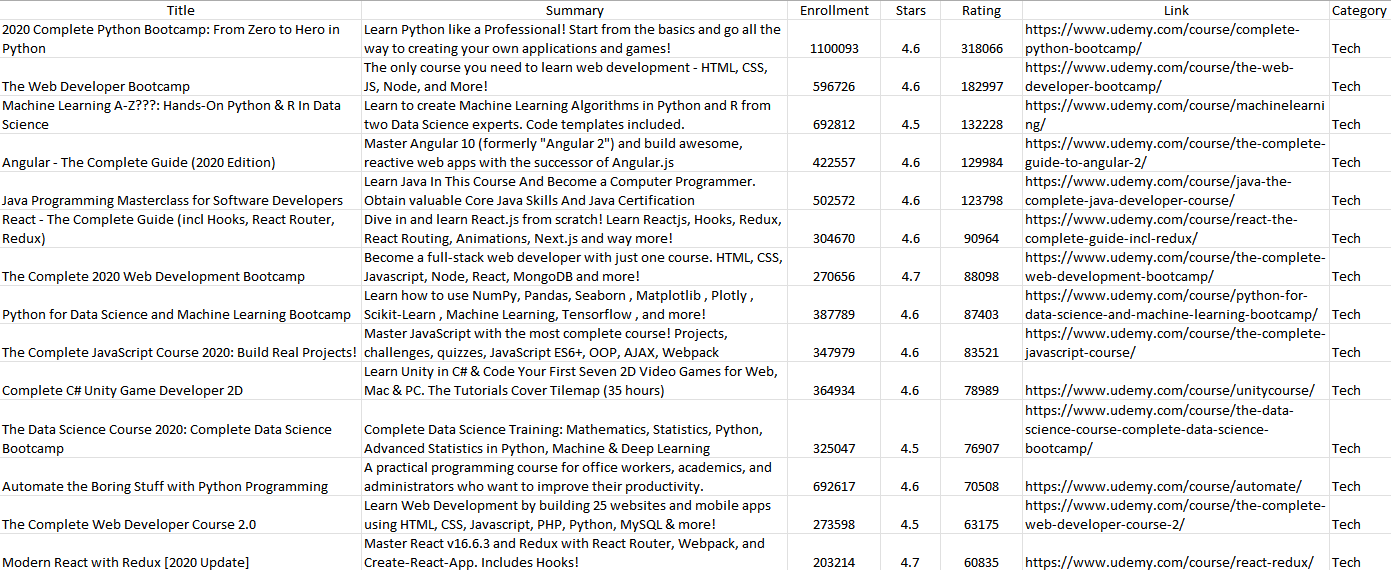 Title Summary Enrollment Stars Rating Link Category
2020 Complete Python Bootcamp: From Zero to Hero in Learn Python like a Professional! Start from the basics and go all the https://www.udemy.com/course/complete-
Python way to creating your own applications and games! 1100093 4.6 318066 python-bootcamp/ Tech
The only course you need to learn web development - HTML, CSS, https://www.udemy.com/course/the-web-
The Web Developer Bootcamp JS, Node, and More! 596726 4.6 182997 developer-bootcamp/ Tech
Machine Learning A-Z???: Hands-On Python & R In Data Learn to create Machine Learning Algorithms in Python and R from https://www.udemy.com/course/machinelearni
Science two Data Science experts. Code templates included. 692812 4.5 132228 ng/ Tech
Master Angular 10 (formerly "Angular 2") and build awesome, https://www.udemy.com/course/the-complete-
Angular - The Complete Guide (2020 Edition) reactive web apps with the successor of Angular.js 422557 4.6 129984 guide-to-angular-2/ Tech
Learn Java In This Course And Become a Computer Programmer. https://www.udemy.com/course/java-the-
Java Programming Masterclass for Software Developers Obtain valuable Core Java Skills And Java Certification 502572 4.6 123798 complete-java-developer-course/ Tech
React - The Complete Guide (incl Hooks, React Router, Dive in and learn React.js from scratch! Learn Reactjs, Hooks, Redux, https://www.udemy.com/course/react-the-
Redux) React Routing, Animations, Next.js and way more! 304670 4.6 90964 complete-guide-incl-redux/ Tech
Become a full-stack web developer with just one course. HTML, CSS, https://www.udemy.com/course/the-complete-
The Complete 2020 Web Development Bootcamp Javascript, Node, React, MongoDB and more! 270656 4.7 88098 web-development-bootcamp/ Tech
Learn how to use NumPy, Pandas, Seaborn , Matplotlib , Plotly , https://www.udemy.com/course/python-for-
Python for Data Science and Machine Learning Bootcamp Scikit-Learn , Machine Learning, Tensorflow , and more! 387789 4.6 87403 data-science-and-machine-learning-bootcamp/ Tech
Master JavaScript with the most complete course! Projects, https://www.udemy.com/course/the-complete-
The Complete JavaScript Course 2020: Build Real Projects! challenges, quizzes, JavaScript ES6+, OOP, AJAX, Webpack 347979 4.6 83521 javascript-course/ Tech
Learn Unity in C# & Code Your First Seven 2D Video Games for Web,
Complete C# Unity Game Developer 2D Mac & PC. The Tutorials Cover Tilemap (35 hours) 364934 4.6 78989 https://www.udemy.com/course/unitycourse/ Tech
https://www.udemy.com/course/the-data-
The Data Science Course 2020: Complete Data Science Complete Data Science Training: Mathematics, Statistics, Python, science-course-complete-data-science-
Bootcamp Advanced Statistics in Python, Machine & Deep Learning 325047 4.5 76907 bootcamp/ Tech
A practical programming course for office workers, academics, and
Automate the Boring Stuff with Python Programming administrators who want to improve their productivity. 692617 4.6 70508 https://www.udemy.com/course/automate/ Tech
Learn Web Development by building 25 websites and mobile apps https://www.udemy.com/course/the-complete-
The Complete Web Developer Course 2.0 using HTML, CSS, Javascript, PHP, Python, MySQL & more! 273598 4.5 63175 web-developer-course-2/ Tech
Master React v16.6.3 and Redux with React Router, Webpack, and
Modern React with Redux [2020 Update] Create-React-App. Includes Hooks! 203214 4.7 60835 https://www.udemy.com/course/react-redux/ Tech